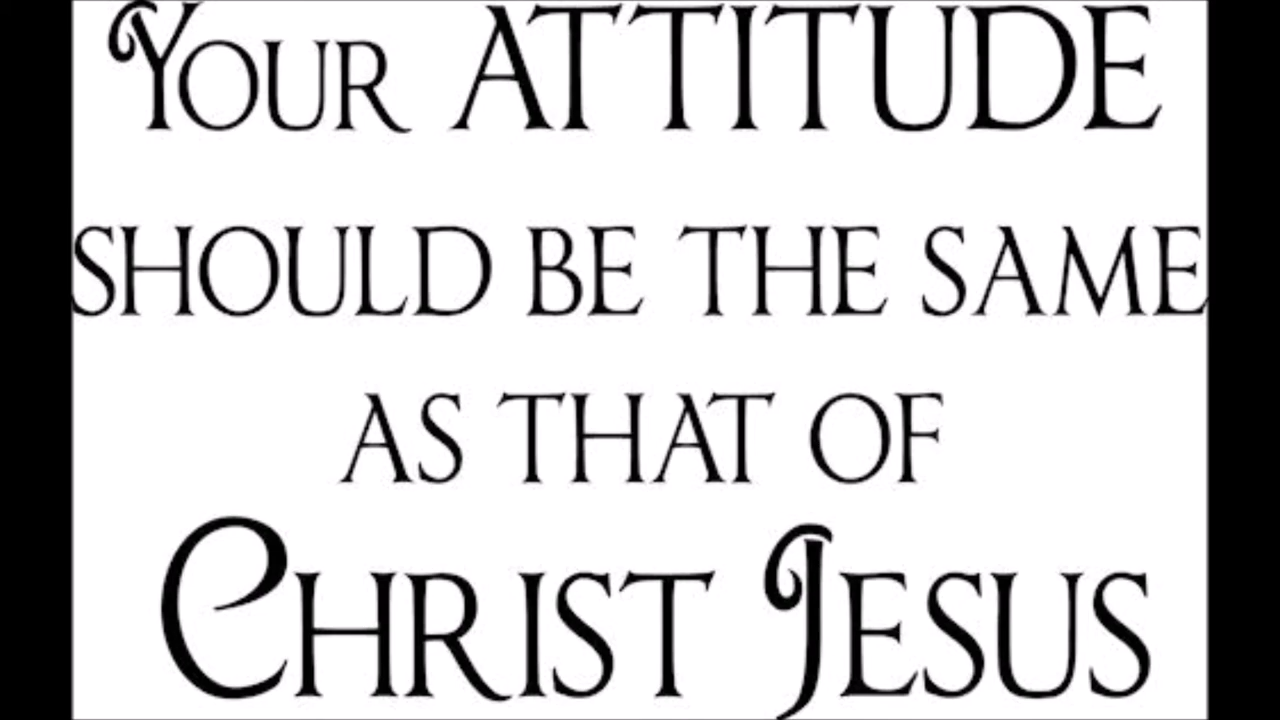 Your ATTITUDE
SHOULD BE THE SAME
AS THAT OF
CHRIST JESUS